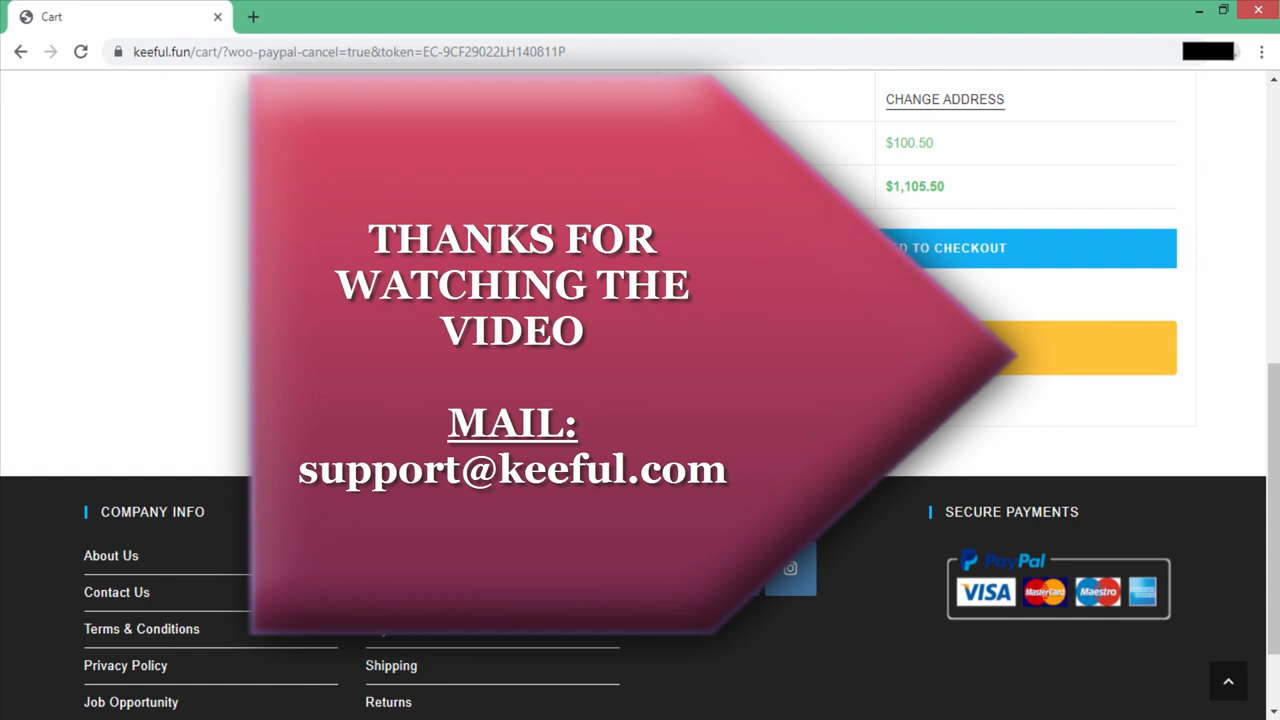 Cart
keeful.fun/cart/?woo-paypal-cancel=true&token=EC-9CF29022LH140811P
CHANGE ADDRESS
$100.50
$1,105.50
TO CHECKOUT
THANKS FOR
WATCHING THE
VIDEO
MAIL:
support@keeful.com
COMPANY INFO
About Us
Contact Us
Terms & Conditions
Privacy Policy
Job Opportunity
Shipping
Returns
SECURE PAYMENTS
PayPal
VISA
MasterCard
Maestro